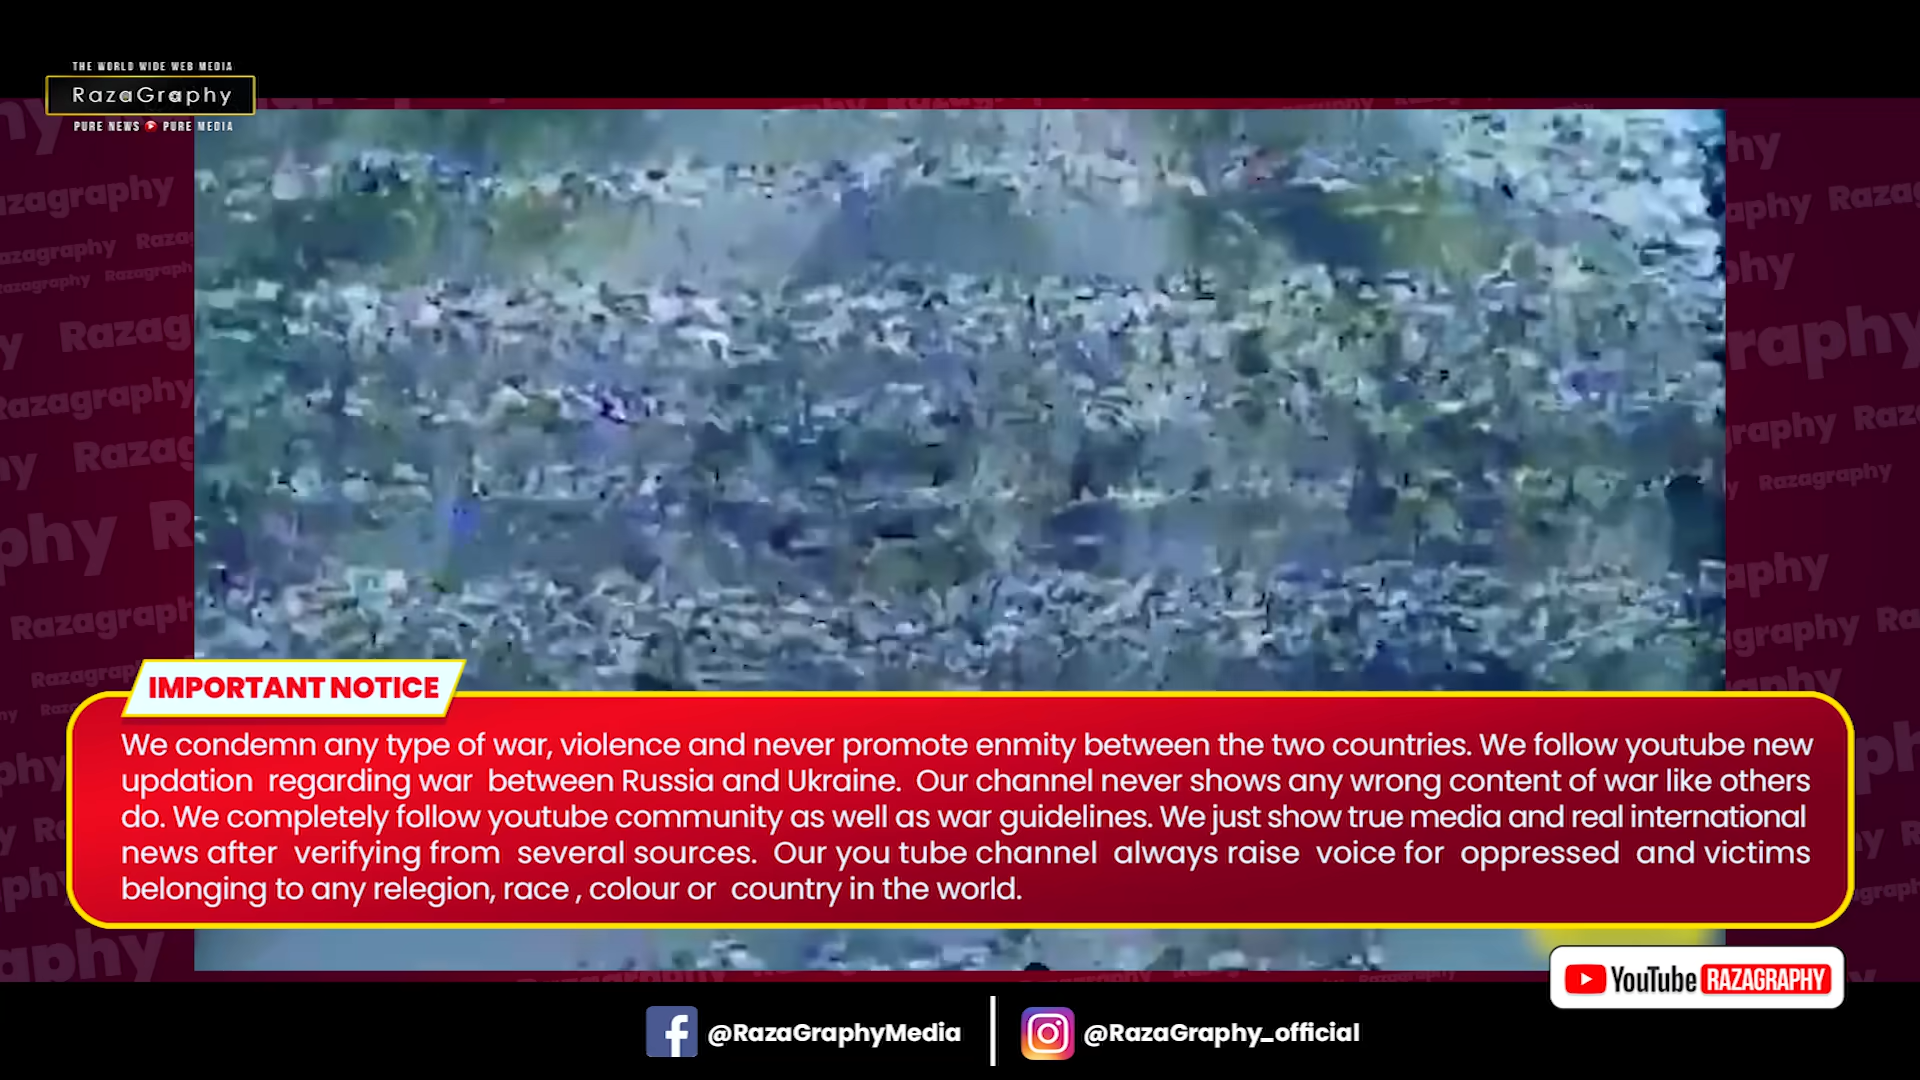 THE WORLD WIDE WEB MEDIA
RazaGraphy
PURE NEWS PURE MEDIA
IMPORTANT NOTICE
We condemn any type of war, violence and never promote enmity between the two countries. We follow youtube new
updation regarding war between Russia and Ukraine. Our channel never shows any wrong content of war like others
do. We completely follow youtube community as well as war guidelines. We just show true media and real international
news after verifying from several sources. Our you tube channel always raise voice for oppressed and victims
belonging to any relegion, race , colour or country in the world.
YouTube RAZAGRAPHY
@RazaGraphyMedia
@RazaGraphy_official